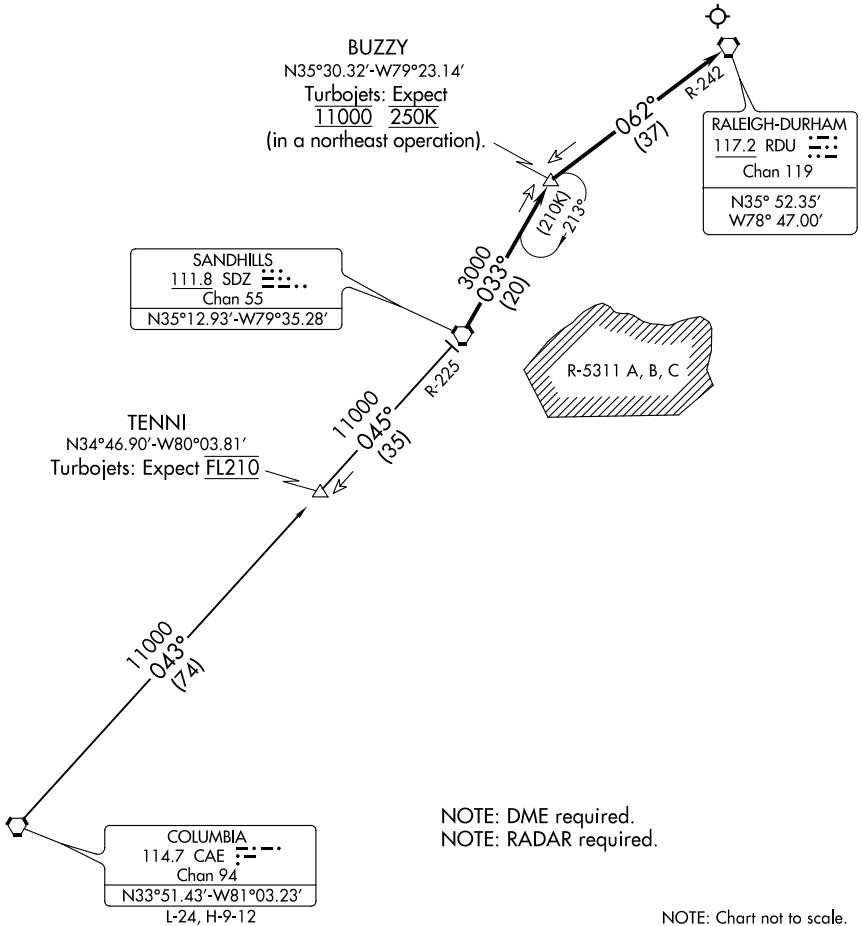 BUZZY
N35°30.32’-W79°23.14’
Turbojets: Expect
11000 250K
(in a northeast operation).
R-242
062°
(37)
RALEIGH-DURHAM
117.2 RDU
Chan 119
N35° 52.35’
W78° 47.00’
(210K)
213°
SANDHILLS
111.8 SDZ
Chan 55
N35°12.93’-W79°35.28’
3000
033°
(20)
R-5311 A, B, C
R-225
TENNI
N34°46.90’-W80°03.81’
Turbojets: Expect FL210
11000
045°
(35)
11000
043°
(74)
NOTE: DME required.
NOTE: RADAR required.
COLUMBIA
114.7 CAE
Chan 94
N33°51.43’-W81°03.23’
L-24, H-9-12
NOTE: Chart not to scale.